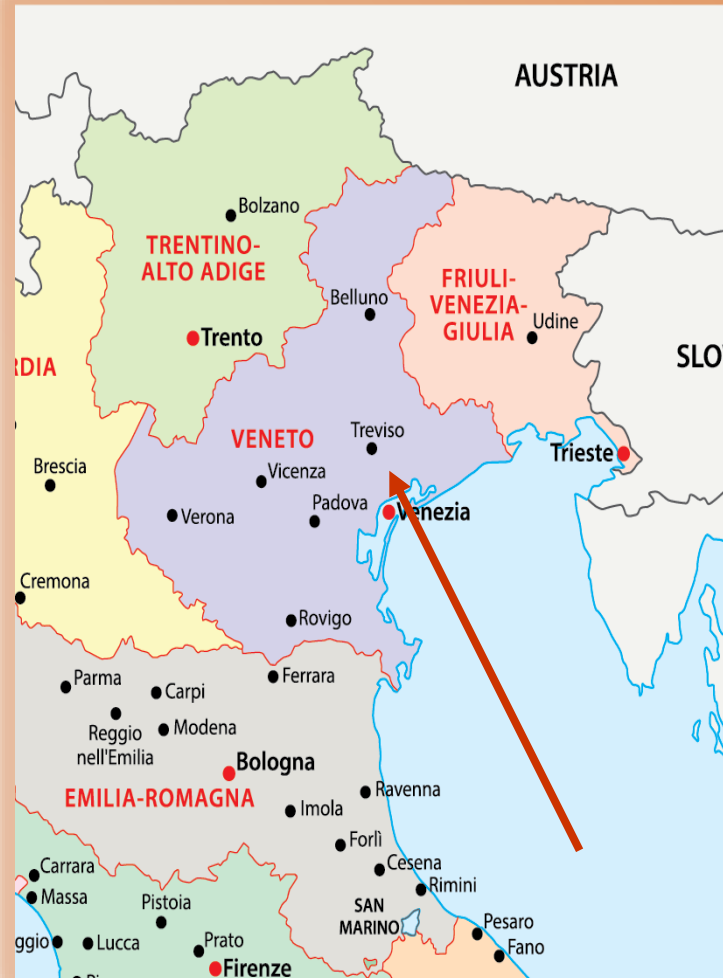 AUSTRIA
Bolzano
TRENTINO-
ALTO ADIGE
FRIULI-
VENEZIA-
GIULIA
Belluno
Udine
Trento
RDIA
SLO
VENETO
Treviso
Trieste
Brescia
Vicenza
Padova
Verona
Venezia
Cremona
Rovigo
Parma
Carpi
Ferrara
Reggio
nell'Emilia
Modena
Bologna
EMILIA-ROMAGNA
Ravenna
Imola
Forlì
Carrara
Cesena
Massa
Rimini
Pistoia
SAN
MARINO
Pesaro
ggio
Lucca
Prato
Fano
Firenze